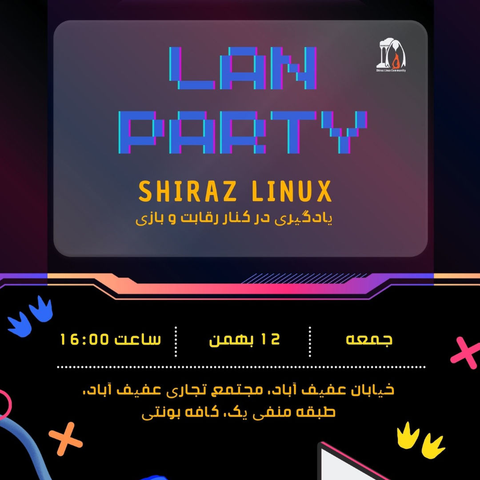 LAN
PARTY
SHIRAZ LINUX
یادگیری در کنار رقابت و بازی
جمعه
12 بهمن
ساعت 16:00
خیابان عفیف آباد، مجتمع تجاری عفیف آباد،
طبقه منفی یک، کافه بونتی